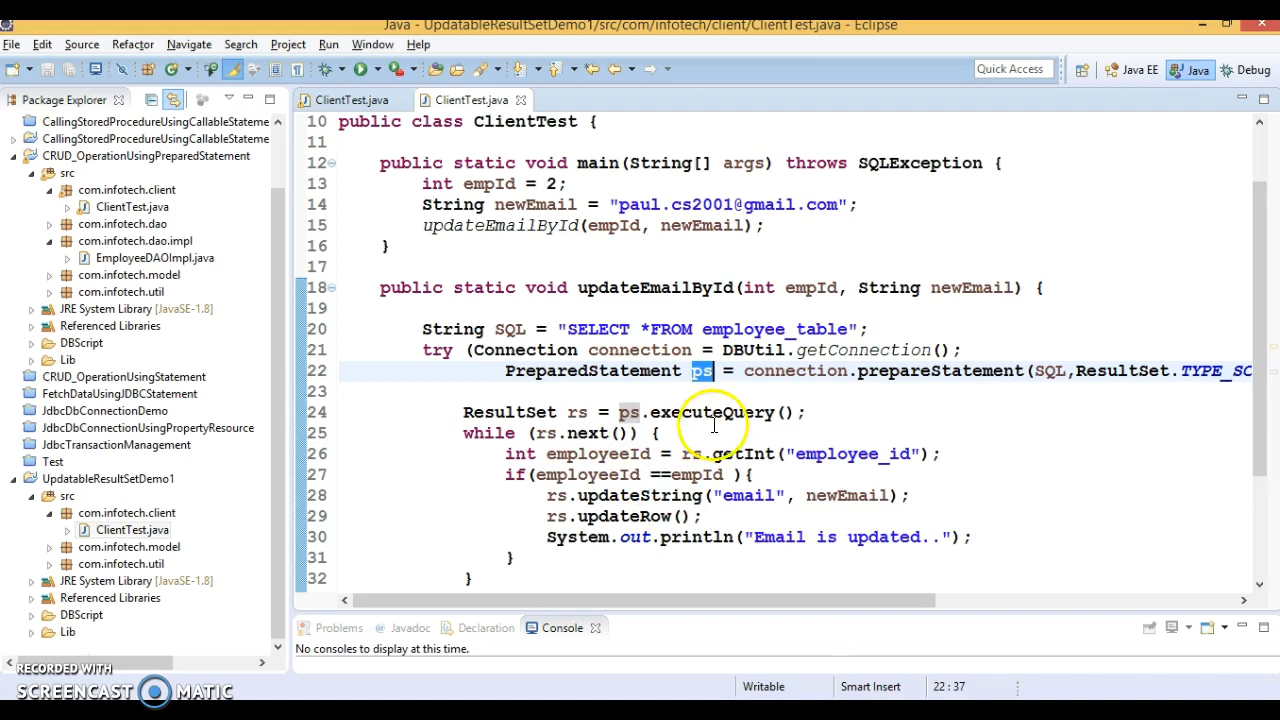 Java - UpdatableResultSetDemo1/src/com/infotech/client/ClientTest.java - Eclipse
File Edit Source Refactor Navigate Search Project Run Window Help
Quick Access Java EE Java Debug
Package Explorer
ClientTest.java ClientTest.java
CallingStoredProcedureUsingCallableStateme
CallingStoredProcedureUsingCallableStateme
CRUD_OperationUsingPreparedStatement
src
com.infotech.client
ClientTest.java
com.infotech.dao
com.infotech.dao.impl
EmployeeDAOImpl.java
com.infotech.model
com.infotech.util
JRE System Library [JavaSE-1.8]
Referenced Libraries
DBScript
Lib
CRUD_OperationUsingStatement
FetchDataUsingJDBCStatement
JdbcDbConnectionDemo
JdbcDbConnectionUsingPropertyResource
JdbcTransactionManagement
Test
UpdatableResultSetDemo1
src
com.infotech.client
ClientTest.java
com.infotech.model
com.infotech.util
JRE System Library [JavaSE-1.8]
Referenced Libraries
DBScript
Lib
10 public class ClientTest {
11
12 public static void main(String[] args) throws SQLException {
13 int empId = 2;
14 String newEmail = "paul.cs2001@gmail.com";
15 updateEmailById(empId, newEmail);
16 }
17
18 public static void updateEmailById(int empId, String newEmail) {
19
20 String SQL = "SELECT *FROM employee_table";
21 try (Connection connection = DBUtil.getConnection();
22 PreparedStatement ps = connection.prepareStatement(SQL,ResultSet.TYPE_SC
23
24 ResultSet rs = ps.executeQuery();
25 while (rs.next()) {
26 int employeeId = rs.getInt("employee_id");
27 if(employeeId ==empId ){
28 rs.updateString("email", newEmail);
29 rs.updateRow();
30 System.out.println("Email is updated..");
31 }
32 }
Problems Javadoc Declaration Console
No consoles to display at this time.
Writable Smart Insert 22 : 37
RECORDED WITH
SCREENCAST MATIC